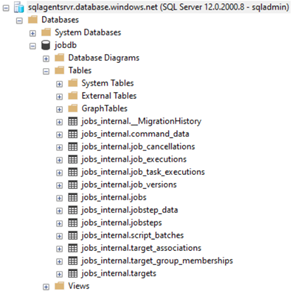 sqlagentsrvr.database.windows.net (SQL Server 12.0.2000.8 - sqladmin)
Databases
System Databases
jobdb
Database Diagrams
Tables
System Tables
External Tables
GraphTables
jobs_internal.__MigrationHistory
jobs_internal.command_data
jobs_internal.job_cancellations
jobs_internal.job_executions
jobs_internal.job_task_executions
jobs_internal.job_versions
jobs_internal.jobs
jobs_internal.jobstep_data
jobs_internal.jobsteps
jobs_internal.script_batches
jobs_internal.target_associations
jobs_internal.target_group_memberships
jobs_internal.targets
Views